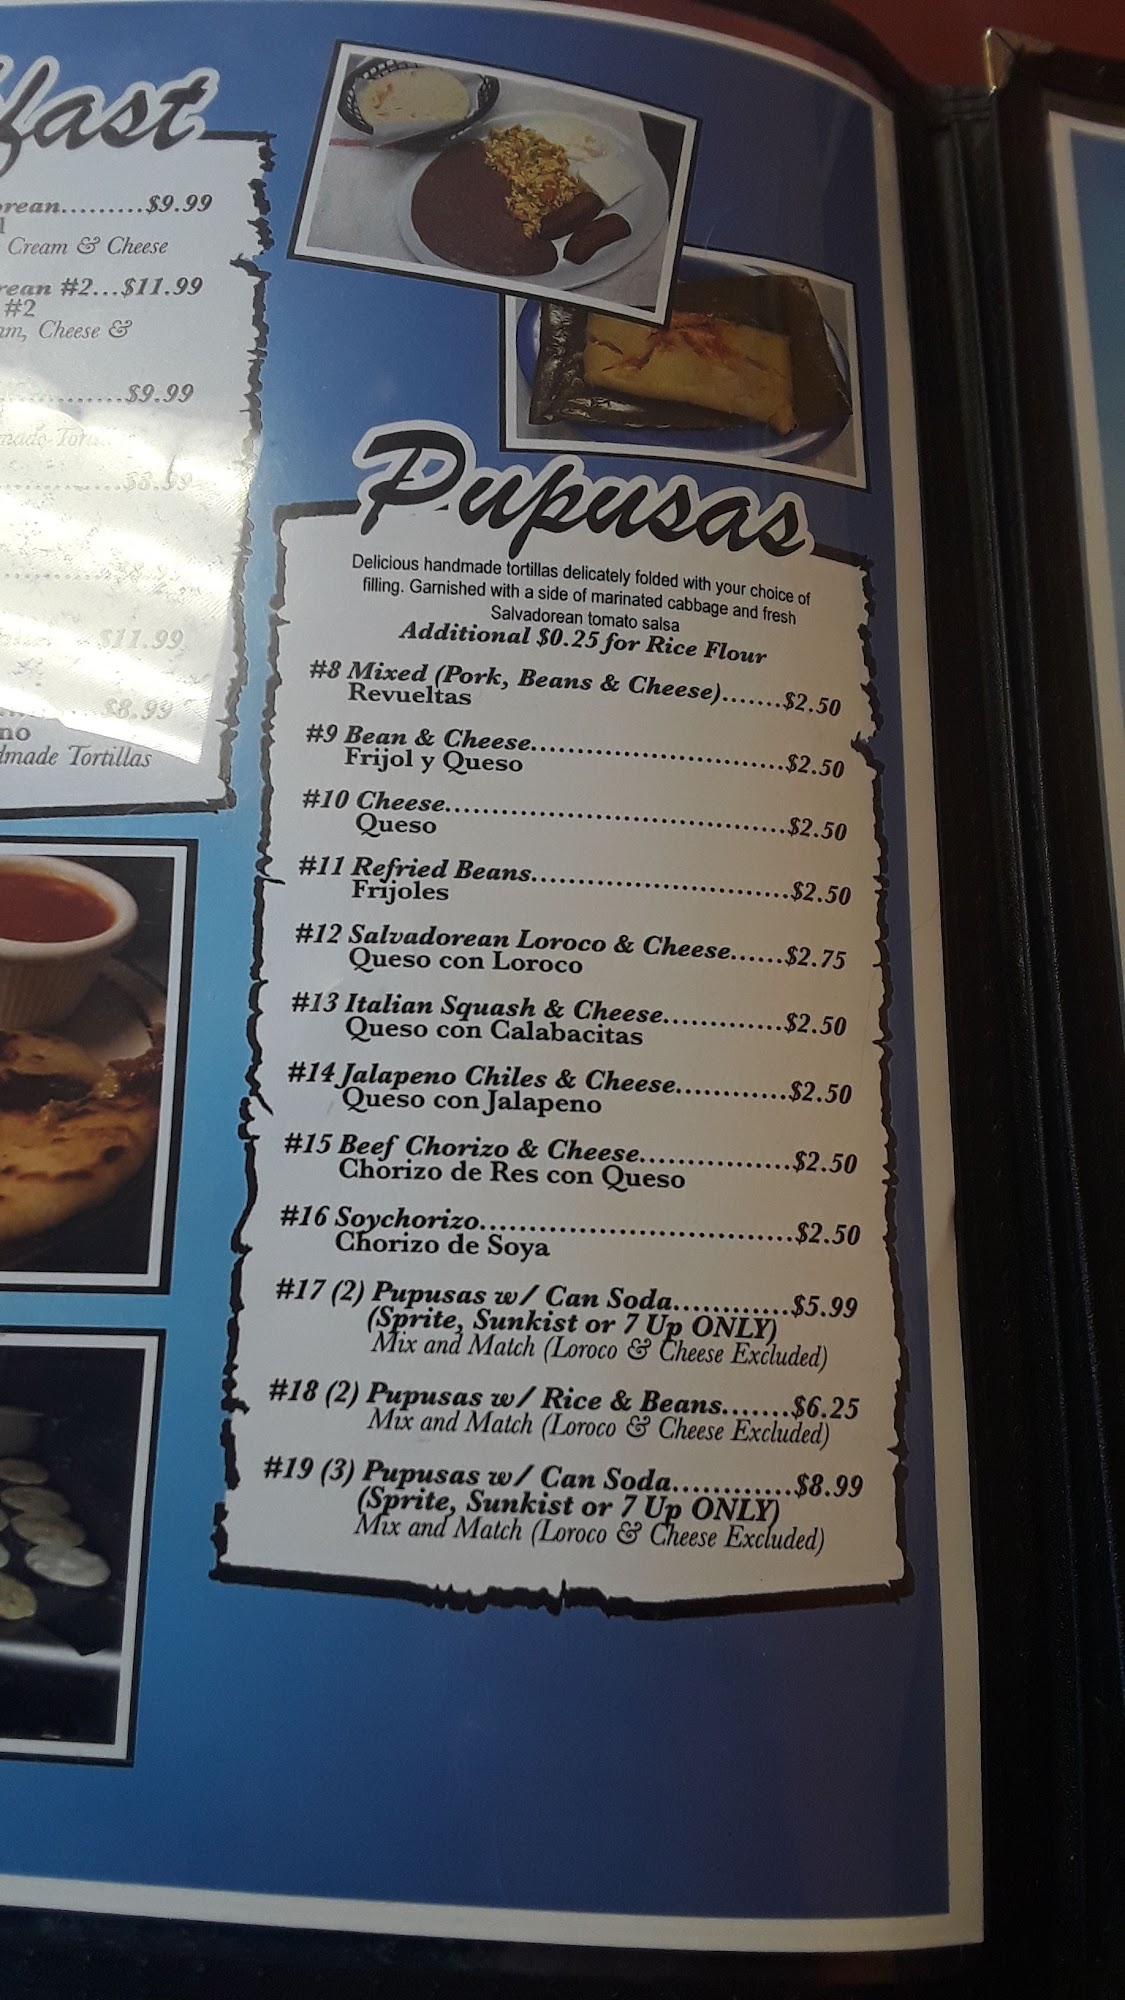 fast
$9.99
Cream & Cheese
#2...$11.99
#2
Cheese &
$9.99
$11.99
$8.99
Tortillas
Pupusas
Delicious handmade tortillas delicately folded with your choice of
filling. Garnished with a side of marinated cabbage and fresh
Salvadorean tomato salsa
Additional $0.25 for Rice Flour
#8 Mixed (Pork, Beans & Cheese).......$2.50
Revueltas
#9 Bean & Cheese................................$2.50
Frijol y Queso
#10 Cheese...........................................$2.50
Queso
#11 Refried Beans................................$2.50
Frijoles
#12 Salvadorean Loroco & Cheese......$2.75
Queso con Loroco
#13 Italian Squash & Cheese.............$2.50
Queso con Calabacitas
#14 Jalapeno Chiles & Cheese............$2.50
Queso con Jalapeno
#15 Beef Chorizo & Cheese.................$2.50
Chorizo de Res con Queso
#16 Soychorizo...................................$2.50
Chorizo de Soya
#17 (2) Pupusas w/ Can Soda............$5.99
(Sprite, Sunkist or 7 Up ONLY)
Mix and Match (Loroco & Cheese Excluded)
#18 (2) Pupusas w/ Rice & Beans.......$6.25
Mix and Match (Loroco & Cheese Excluded)
#19 (3) Pupusas w/ Can Soda............$8.99
(Sprite, Sunkist or 7 Up ONLY)
Mix and Match (Loroco & Cheese Excluded)